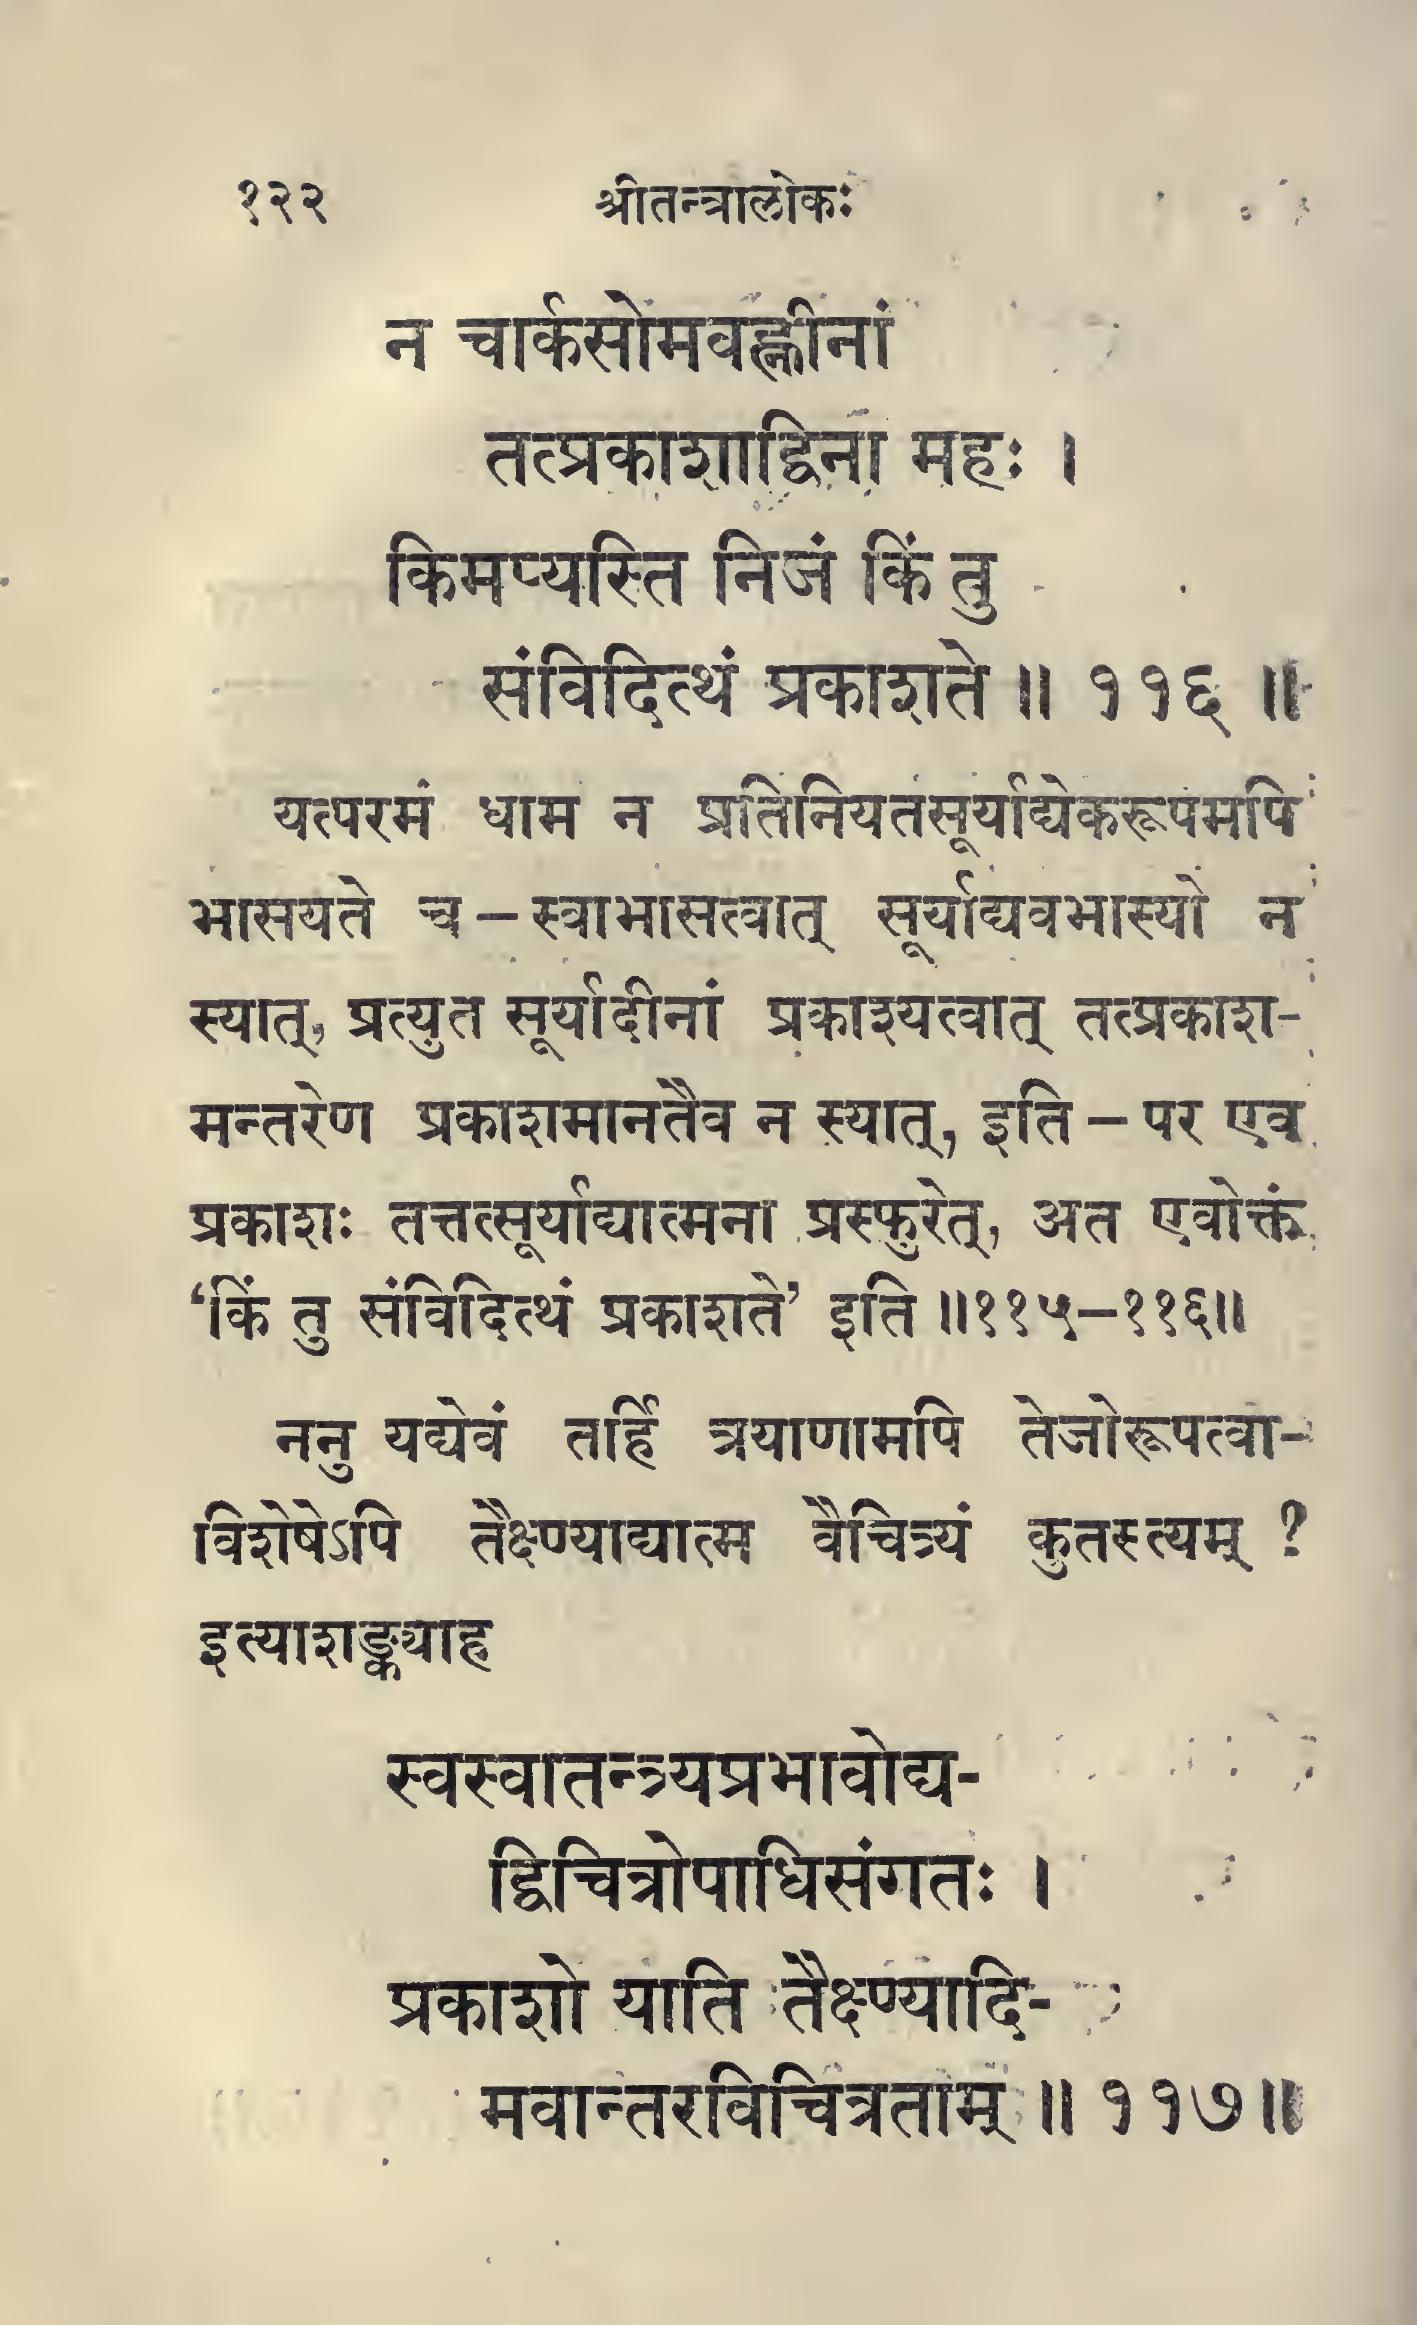 १२२ श्रीतन्त्रालोकः
न चार्कसोमवह्नीनां
तत्प्रकाशाद्विना महः ।
किमप्यस्ति निजं किं तु
संविदित्थं प्रकाशते ॥ ११६ ॥
यत्परमं धाम न प्रतिनियतसूर्याद्येकरूपमपि
भासयते च – स्वाभासत्वात् सूर्याद्यवभास्यो न
स्यात्, प्रत्युत सूर्यादीनां प्रकाश्यत्वात् तत्प्रकाश-
मन्तरेण प्रकाशमानतैव न स्यात्, इति – पर एव
प्रकाशः तत्तत्सूर्याद्यात्मना प्रस्फुरेत्, अत एवोक्तं
‘किं तु संविदित्थं प्रकाशते’ इति ॥११५–११६॥
ननु यद्येवं तर्हि त्रयाणामपि तेजोरूपत्वा-
विशेषेऽपि तैक्ष्ण्याद्यात्म वैचित्र्यं कुतस्त्यम् ?
इत्याशङ्क्याह
स्वस्वातन्त्र्यप्रभावोद्य-
द्विचित्रोपाधिसंगतः ।
प्रकाशो याति तैक्ष्ण्यादि-
मवान्तरविचित्रताम् ॥ ११७॥